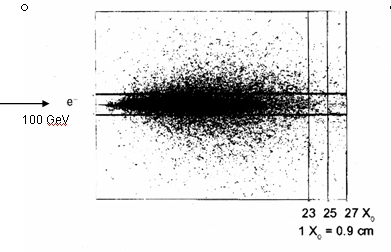 e⁻
100 GeV
23 25 27 X₀
1 X₀ = 0.9 cm